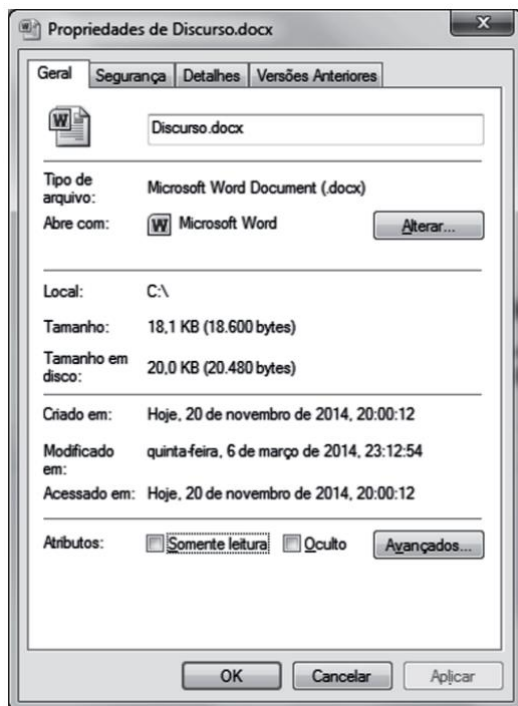 Propriedades de Discurso.docx
X
Geral Segurança Detalhes Versões Anteriores
W
Discurso.docx
Tipo de arquivo: Microsoft Word Document (.docx)
Abre com: W Microsoft Word Alterar...
Local: C:\
Tamanho: 18,1 KB (18.600 bytes)
Tamanho em disco: 20,0 KB (20.480 bytes)
Criado em: Hoje, 20 de novembro de 2014, 20:00:12
Modificado em: quinta-feira, 6 de março de 2014, 23:12:54
Acessado em: Hoje, 20 de novembro de 2014, 20:00:12
Atributos: Somente leitura Oculto Avançados...
OK Cancelar Aplicar